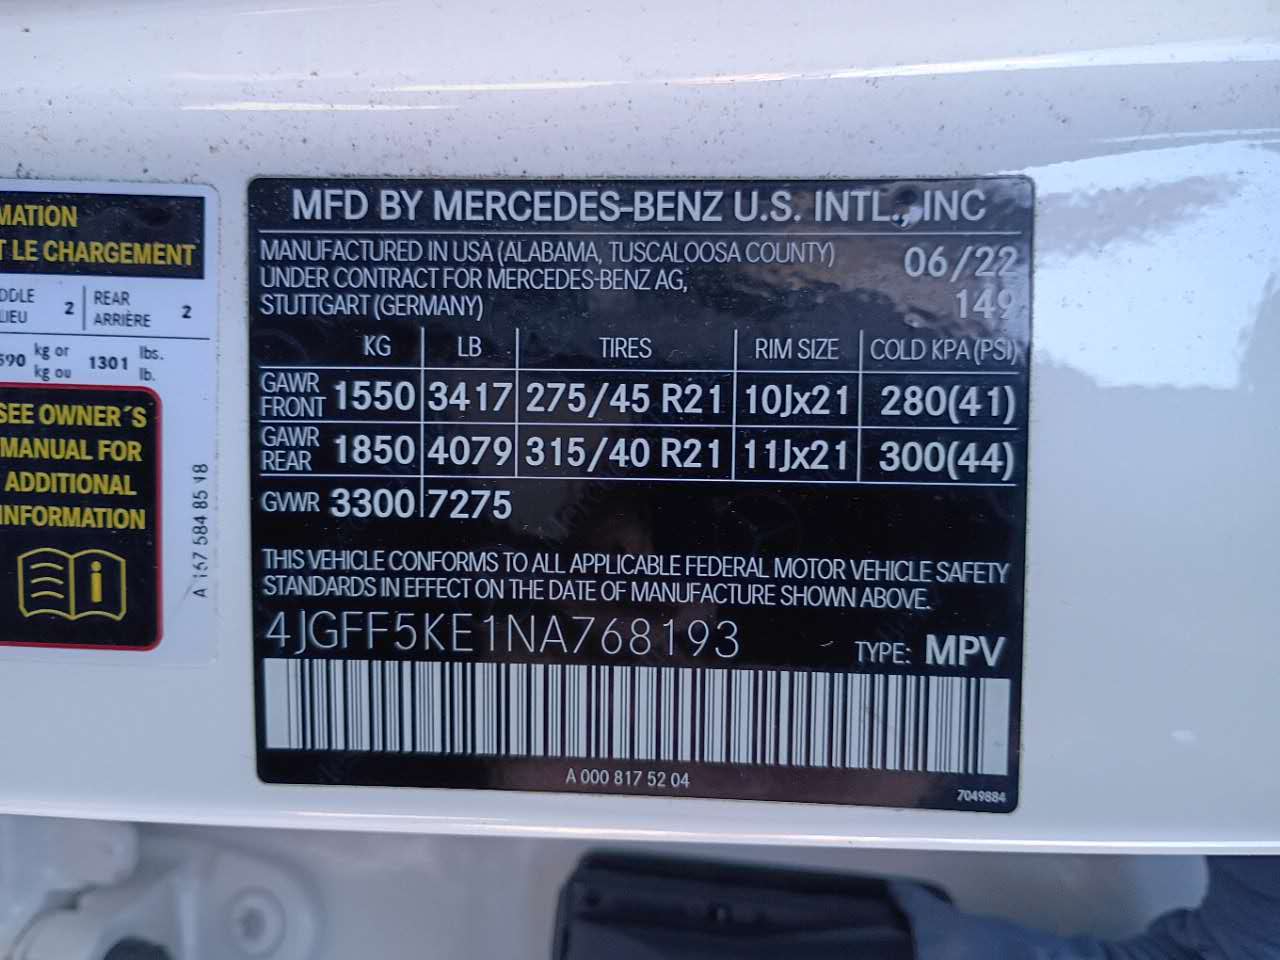 MATION
T LE CHARGEMENT
DDLE
LIEU
2
REAR
ARRIÈRE
2
590 kg or
kg ou
1301 lbs.
lb.
SEE OWNER´S
MANUAL FOR
ADDITIONAL
INFORMATION
A 167 584 85 18
MFD BY MERCEDES-BENZ U.S. INTL., INC
MANUFACTURED IN USA (ALABAMA, TUSCALOOSA COUNTY) 06/22
UNDER CONTRACT FOR MERCEDES-BENZ AG,
STUTTGART (GERMANY) 149
KG LB TIRES RIM SIZE COLD KPA (PSI)
GAWR FRONT 1550 3417 275/45 R21 10Jx21 280(41)
GAWR REAR 1850 4079 315/40 R21 11Jx21 300(44)
GVWR 3300 7275
THIS VEHICLE CONFORMS TO ALL APPLICABLE FEDERAL MOTOR VEHICLE SAFETY
STANDARDS IN EFFECT ON THE DATE OF MANUFACTURE SHOWN ABOVE.
4JGFF5KE1NA768193 TYPE: MPV
A 000 817 52 04
7049884